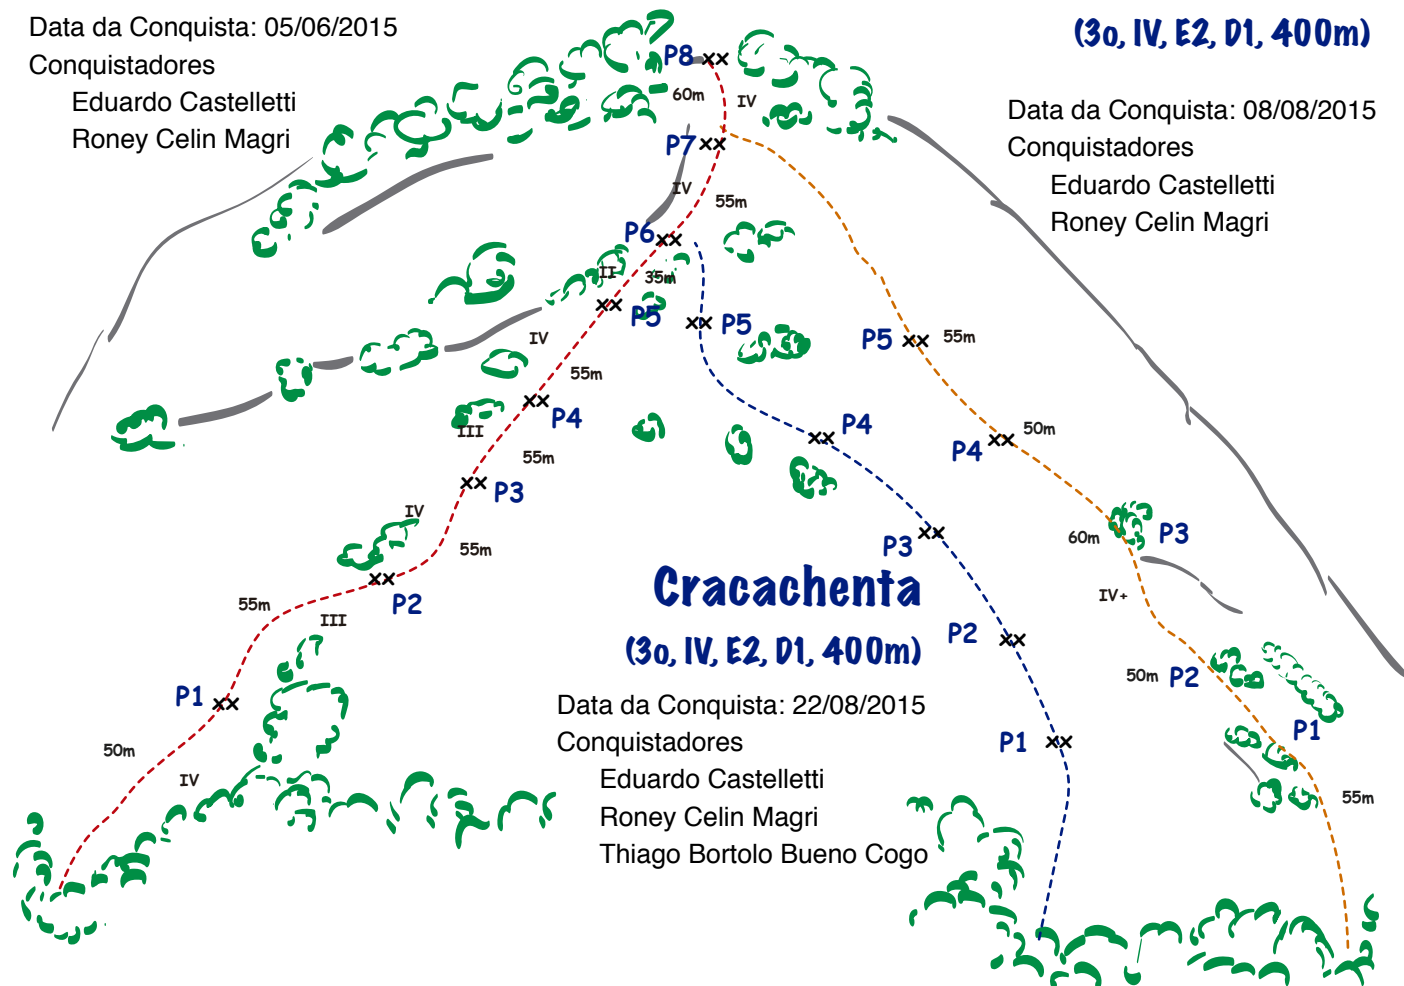 Data da Conquista: 05/06/2015
Conquistadores
Eduardo Castelletti
Roney Celin Magri
(3o, IV, E2, D1, 400m)
Data da Conquista: 08/08/2015
Conquistadores
Eduardo Castelletti
Roney Celin Magri
P8
60m
IV
P7
IV
55m
P6
II
35m
P5
P5
IV
55m
P4
III
55m
P3
IV
55m
P2
55m
III
P1
50m
IV
P5
55m
P4
P4
50m
P3
60m
P3
IV+
P2
50m
P2
P1
P1
55m
Cracachenta
(3o, IV, E2, D1, 400m)
Data da Conquista: 22/08/2015
Conquistadores
Eduardo Castelletti
Roney Celin Magri
Thiago Bortolo Bueno Cogo